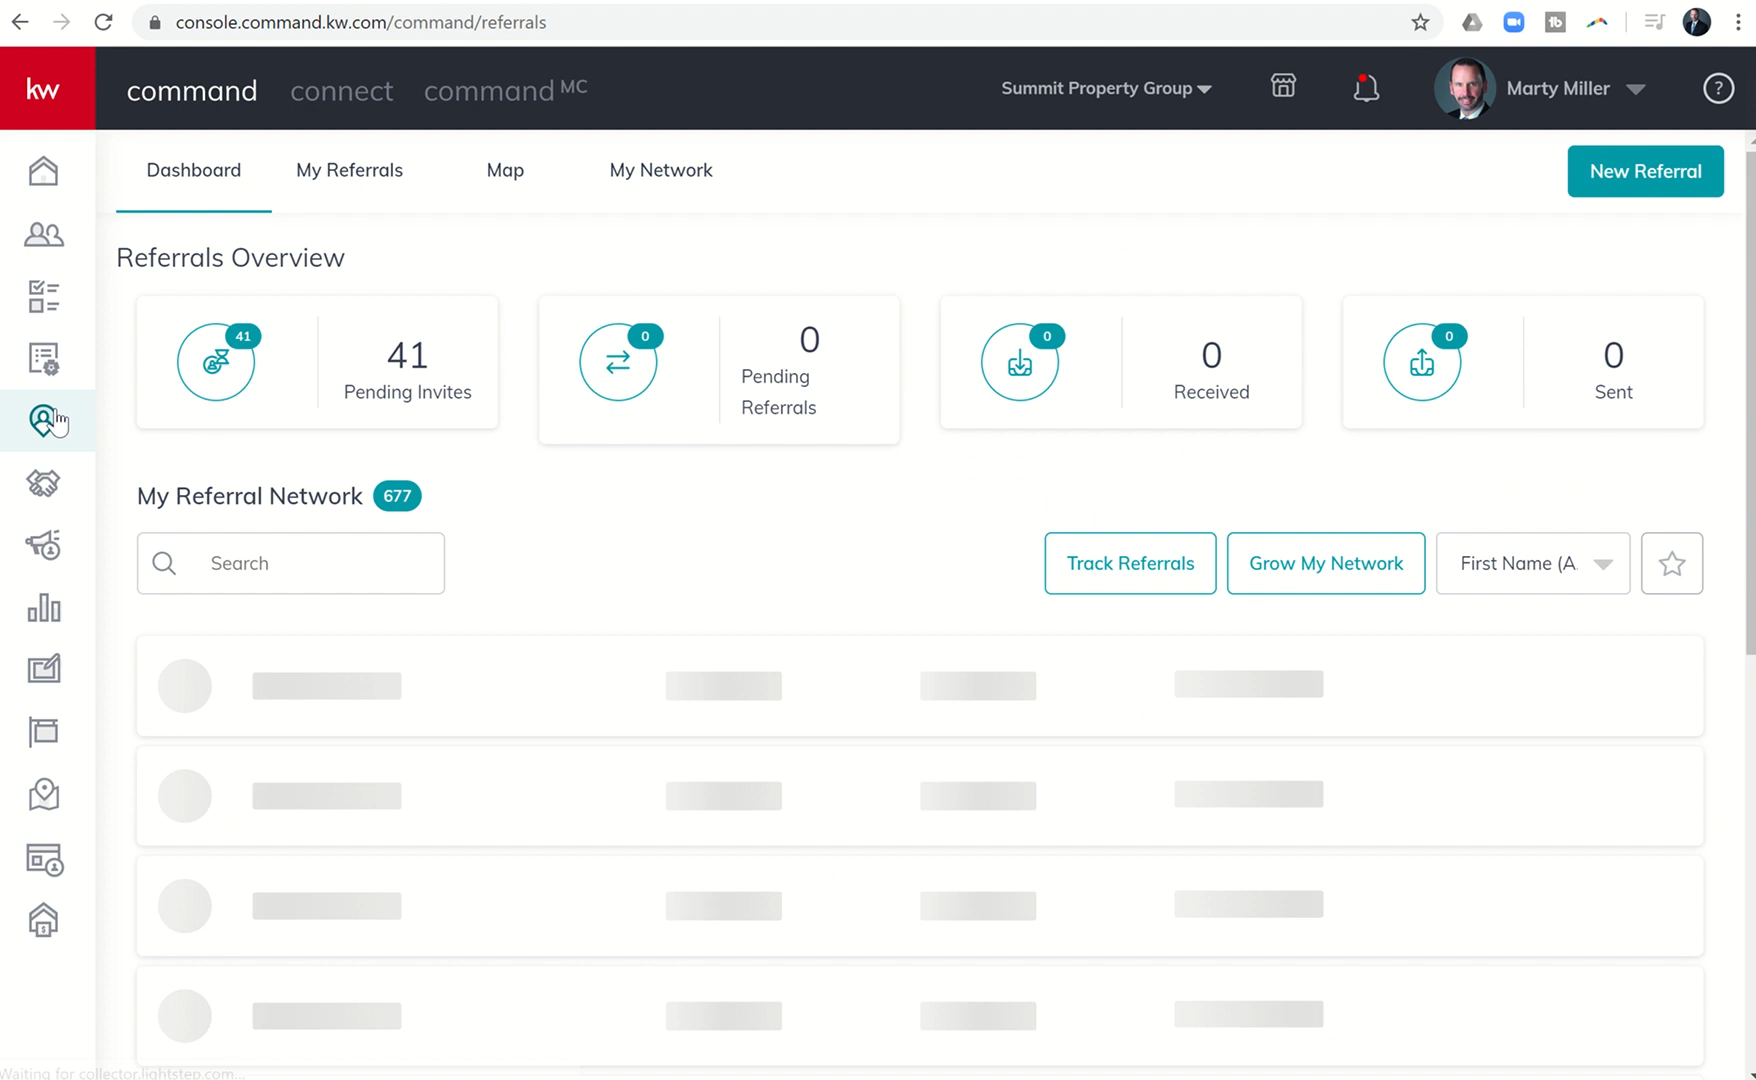 console.command.kw.com/command/referrals
kw
command
connect
command MC
Summit Property Group
Marty Miller
?
Dashboard
My Referrals
Map
My Network
New Referral
Referrals Overview
41
41
Pending Invites
0
0
Pending
Referrals
0
0
Received
0
0
Sent
My Referral Network 677
Search
Track Referrals
Grow My Network
First Name (A.
Waiting for collector.lightstep.com...